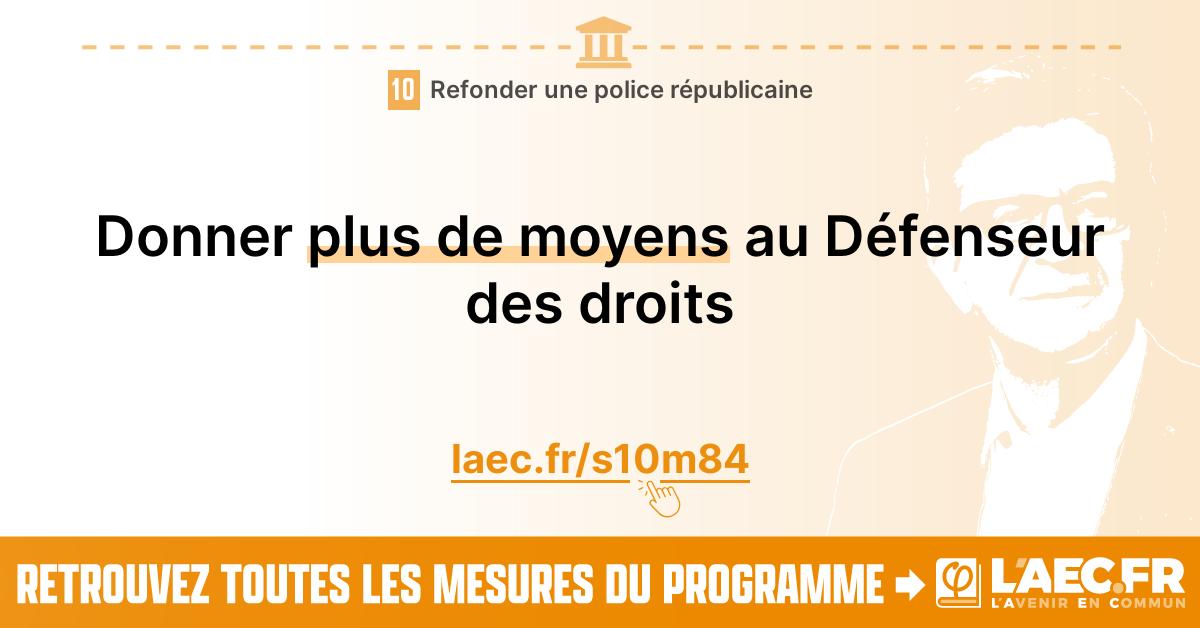 10 Refonder une police républicaine
Donner plus de moyens au Défenseur
des droits
laec.fr/s10m84
RETROUVEZ TOUTES LES MESURES DU PROGRAMME
L'AEC.FR
L'AVENIR EN COMMUN